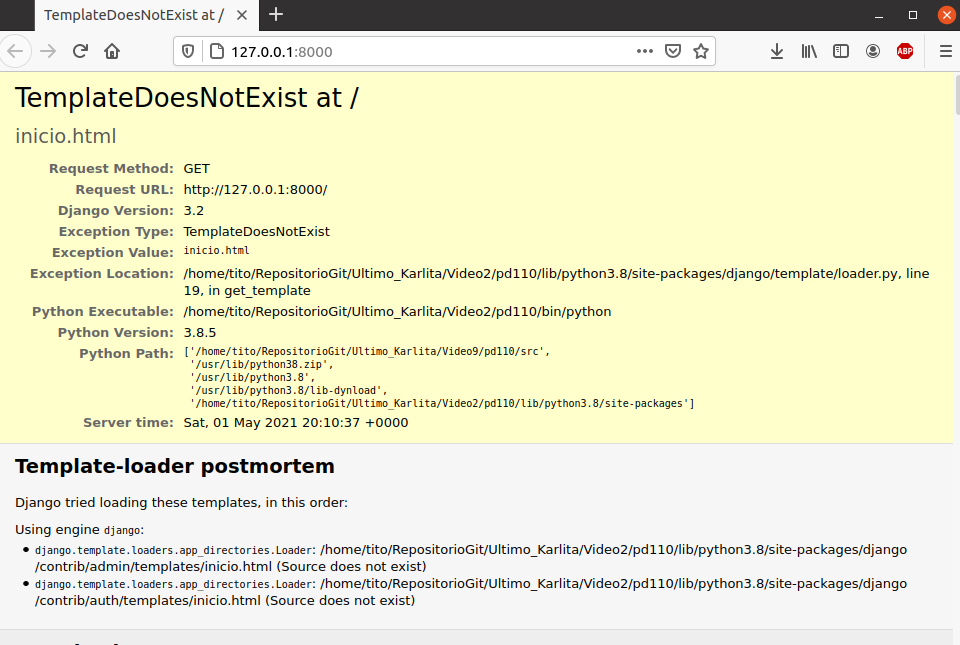 TemplateDoesNotExist at /
127.0.0.1:8000
ABP
TemplateDoesNotExist at /
inicio.html
Request Method: GET
Request URL: http://127.0.0.1:8000/
Django Version: 3.2
Exception Type: TemplateDoesNotExist
Exception Value: inicio.html
Exception Location: /home/tito/RepositorioGit/Ultimo_Karlita/Video2/pd110/lib/python3.8/site-packages/django/template/loader.py, line
19, in get_template
Python Executable: /home/tito/RepositorioGit/Ultimo_Karlita/Video2/pd110/bin/python
Python Version: 3.8.5
Python Path: ['/home/tito/RepositorioGit/Ultimo_Karlita/Video9/pd110/src',
'/usr/lib/python38.zip',
'/usr/lib/python3.8',
'/usr/lib/python3.8/lib-dynload',
'/home/tito/RepositorioGit/Ultimo_Karlita/Video2/pd110/lib/python3.8/site-packages']
Server time: Sat, 01 May 2021 20:10:37 +0000
Template-loader postmortem
Django tried loading these templates, in this order:
Using engine django:
• django.template.loaders.app_directories.Loader: /home/tito/RepositorioGit/Ultimo_Karlita/Video2/pd110/lib/python3.8/site-packages/django
/contrib/admin/templates/inicio.html (Source does not exist)
• django.template.loaders.app_directories.Loader: /home/tito/RepositorioGit/Ultimo_Karlita/Video2/pd110/lib/python3.8/site-packages/django
/contrib/auth/templates/inicio.html (Source does not exist)